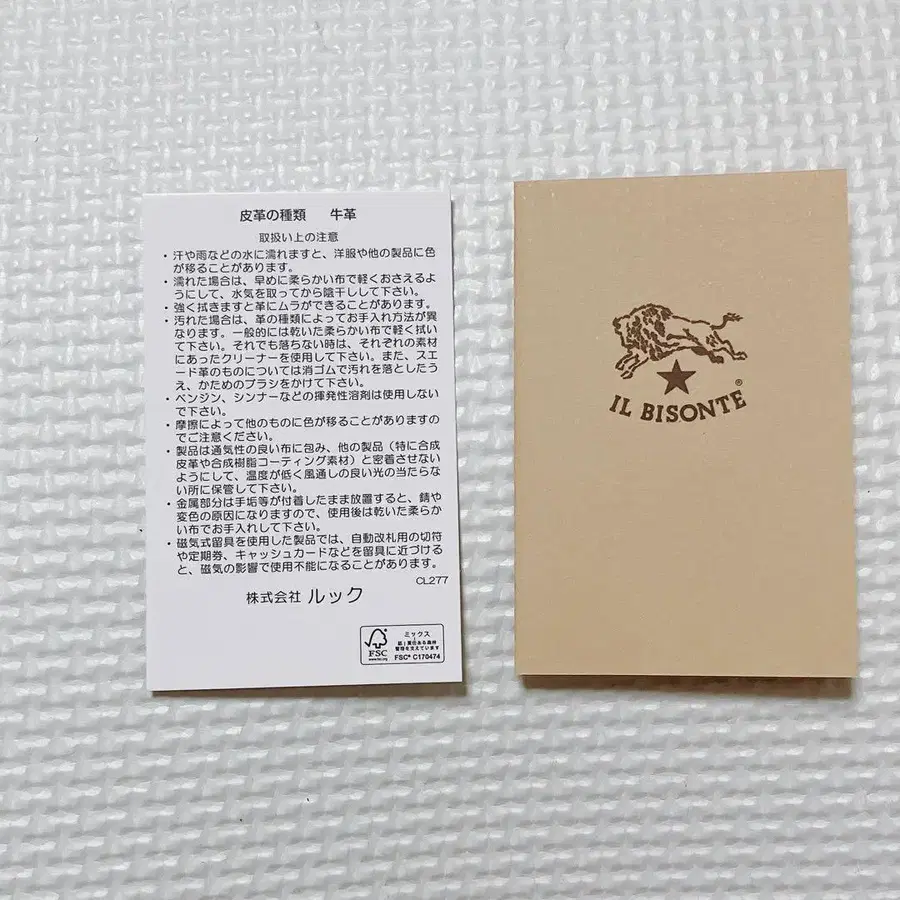 皮革の種類 牛革
取扱い上の注意
・汗や雨などの水に濡れますと、洋服や他の製品に色
が移ることがあります。
・濡れた場合は、早めに柔らかい布で軽くおさえるよ
うにして、水気を取ってから陰干しして下さい。
・強く拭きますと革にムラができることがあります。
・汚れた場合は、革の種類によってお手入れ方法が異
なります。一般的には乾いた柔らかい布で軽く拭い
て下さい。それでも落ちない時は、それぞれの素材
にあったクリーナーを使用して下さい。また、スエ
ード革のものについては消ゴムで汚れを落としたう
え、かためのブラシをかけて下さい。
・ベンジン、シンナーなどの揮発性溶剤は使用しない
で下さい。
・摩擦によって他のものに色が移ることがありますの
でご注意ください。
・製品は通気性の良い布に包み、他の製品（特に合成
皮革や合成樹脂コーティング素材）と密着させない
ようにして、温度が低く風通しの良い光の当たらな
い所に保管して下さい。
・金属部分は手垢等が付着したまま放置すると、錆や
変色の原因になりますので、使用後は乾いた柔らか
い布でお手入れして下さい。
・磁気式留具を使用した製品では、自動改札用の切符
や定期券、キャッシュカードなどを留具に近づける
と、磁気の影響で使用不能になることがあります。
CL277
株式会社 ルック
FSC
www.fsc.org
ミックス
紙｜責任ある森林
管理を支えています
FSC® C170474
IL BISONTE®